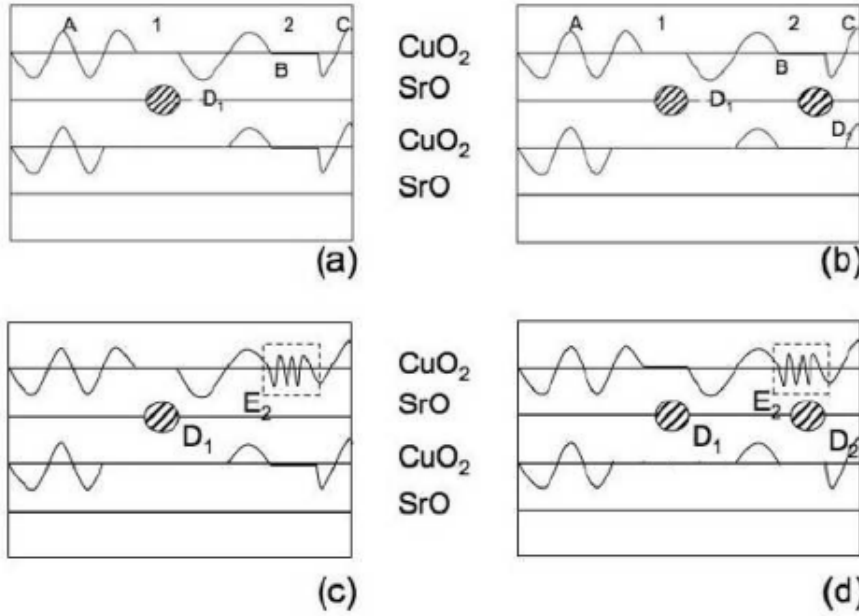 A 1 2 C
B
D₁
(a)
CuO₂
SrO
CuO₂
SrO
A 1 2 C
B
D₁
D₂
(b)
E₂
D₁
(c)
CuO₂
SrO
CuO₂
SrO
E₂
D₁ D₂
(d)